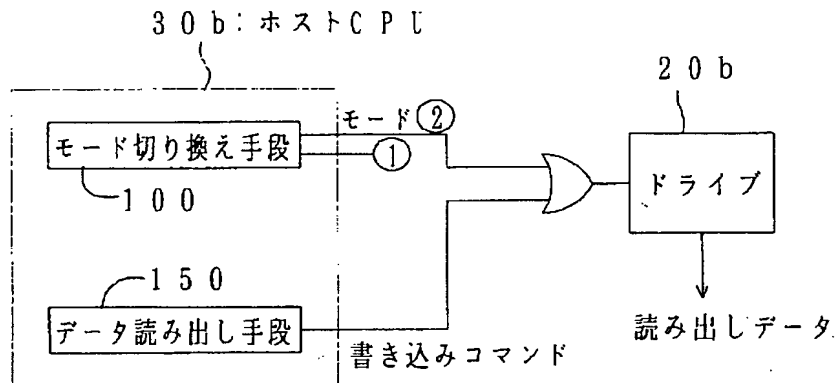 30b:ホストCPU
20b
モード②
モード切り換え手段
①
ドライブ
100
150
データ読み出し手段
読み出しデータ
書き込みコマンド